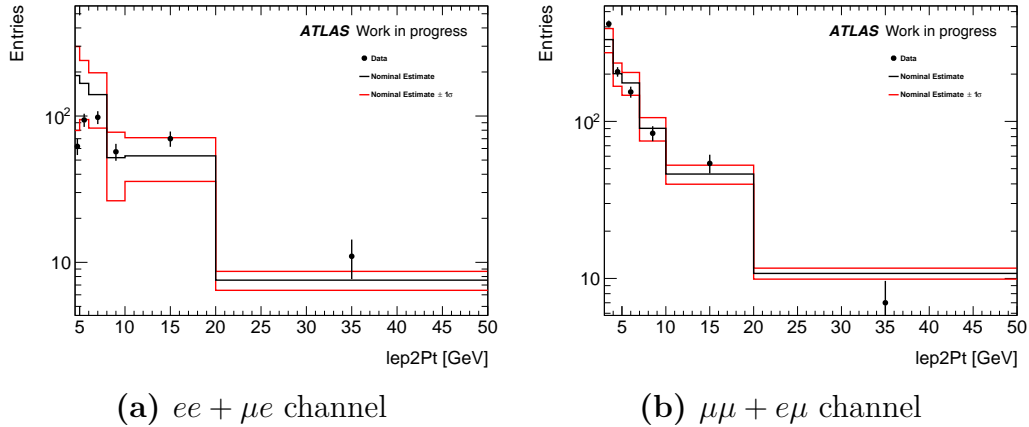 Entries
ATLAS Work in progress
Data
Nominal Estimate
Nominal Estimate ± 1σ
10²
10
5 10 15 20 25 30 35 40 45 50
lep2Pt [GeV]
(a) ee + μe channel
Entries
ATLAS Work in progress
Data
Nominal Estimate
Nominal Estimate ± 1σ
10²
10
5 10 15 20 25 30 35 40 45 50
lep2Pt [GeV]
(b) μμ + eμ channel